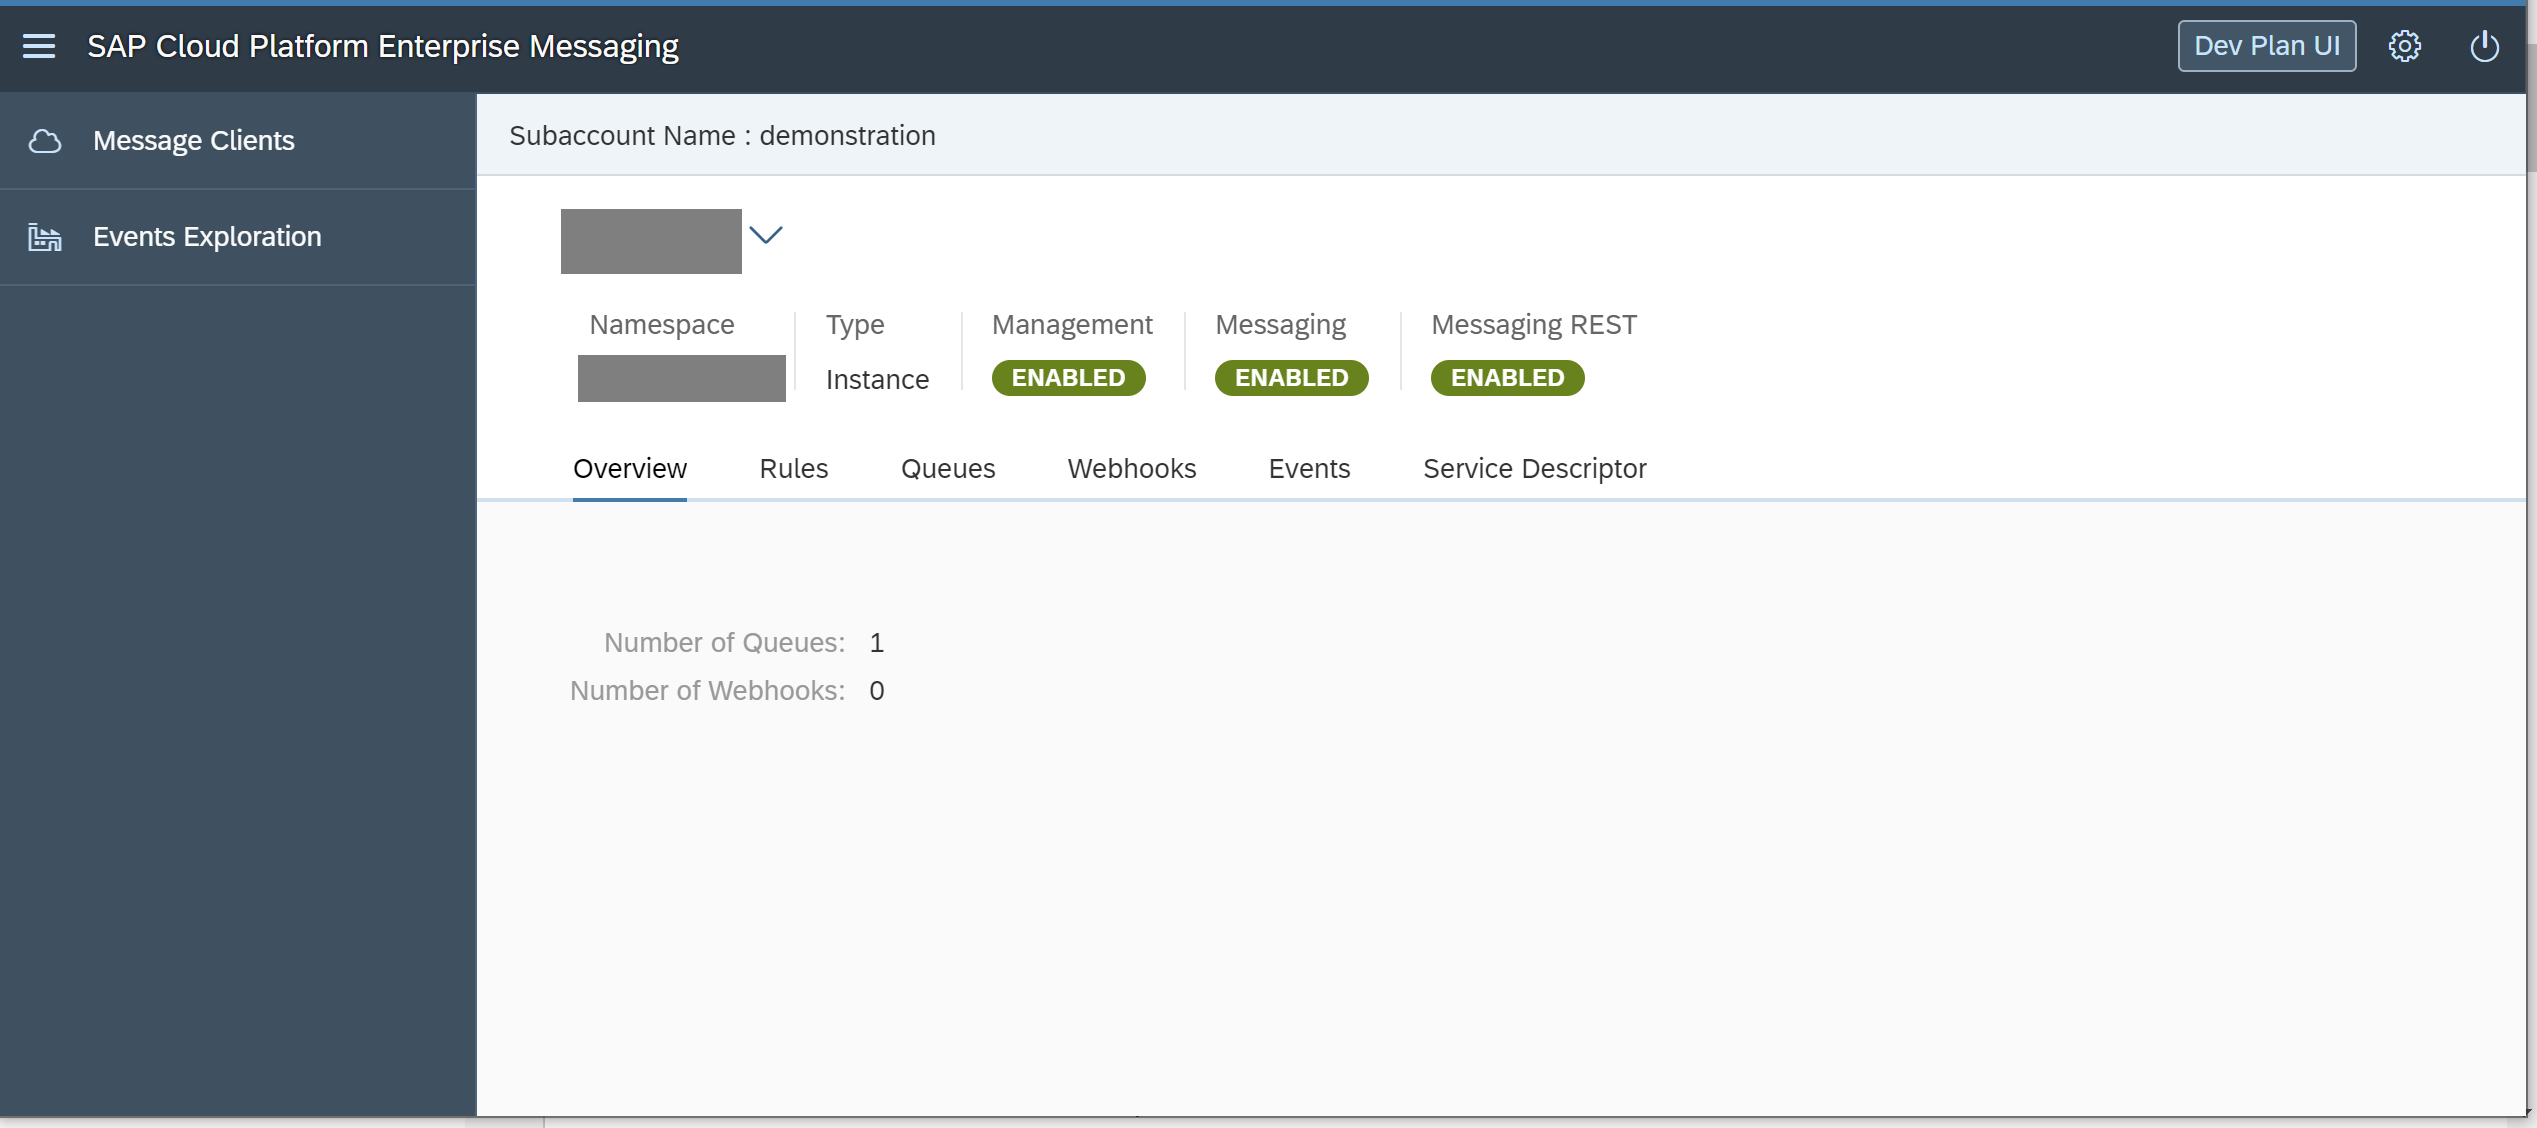 SAP Cloud Platform Enterprise Messaging
Dev Plan UI
Message Clients
Events Exploration
Subaccount Name : demonstration
Namespace
Type
Instance
Management
ENABLED
Messaging
ENABLED
Messaging REST
ENABLED
Overview Rules Queues Webhooks Events Service Descriptor
Number of Queues: 1
Number of Webhooks: 0